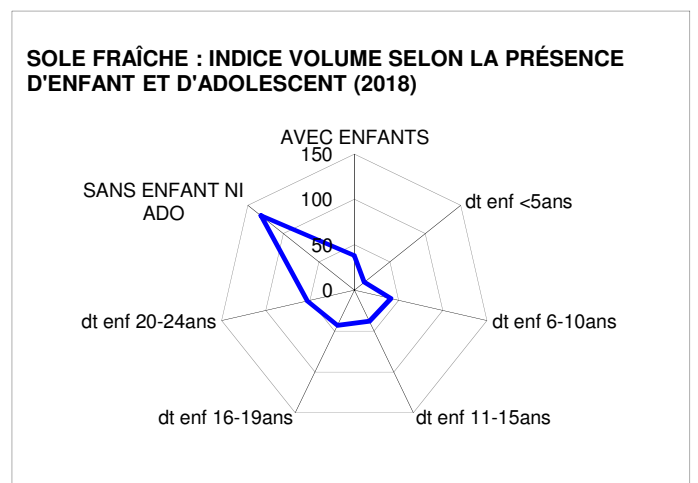 SOLE FRAÎCHE : INDICE VOLUME SELON LA PRÉSENCE
D'ENFANT ET D'ADOLESCENT (2018)
AVEC ENFANTS
150
100
50
0
SANS ENFANT NI
ADO
dt enf <5ans
dt enf 20-24ans
dt enf 6-10ans
dt enf 16-19ans
dt enf 11-15ans